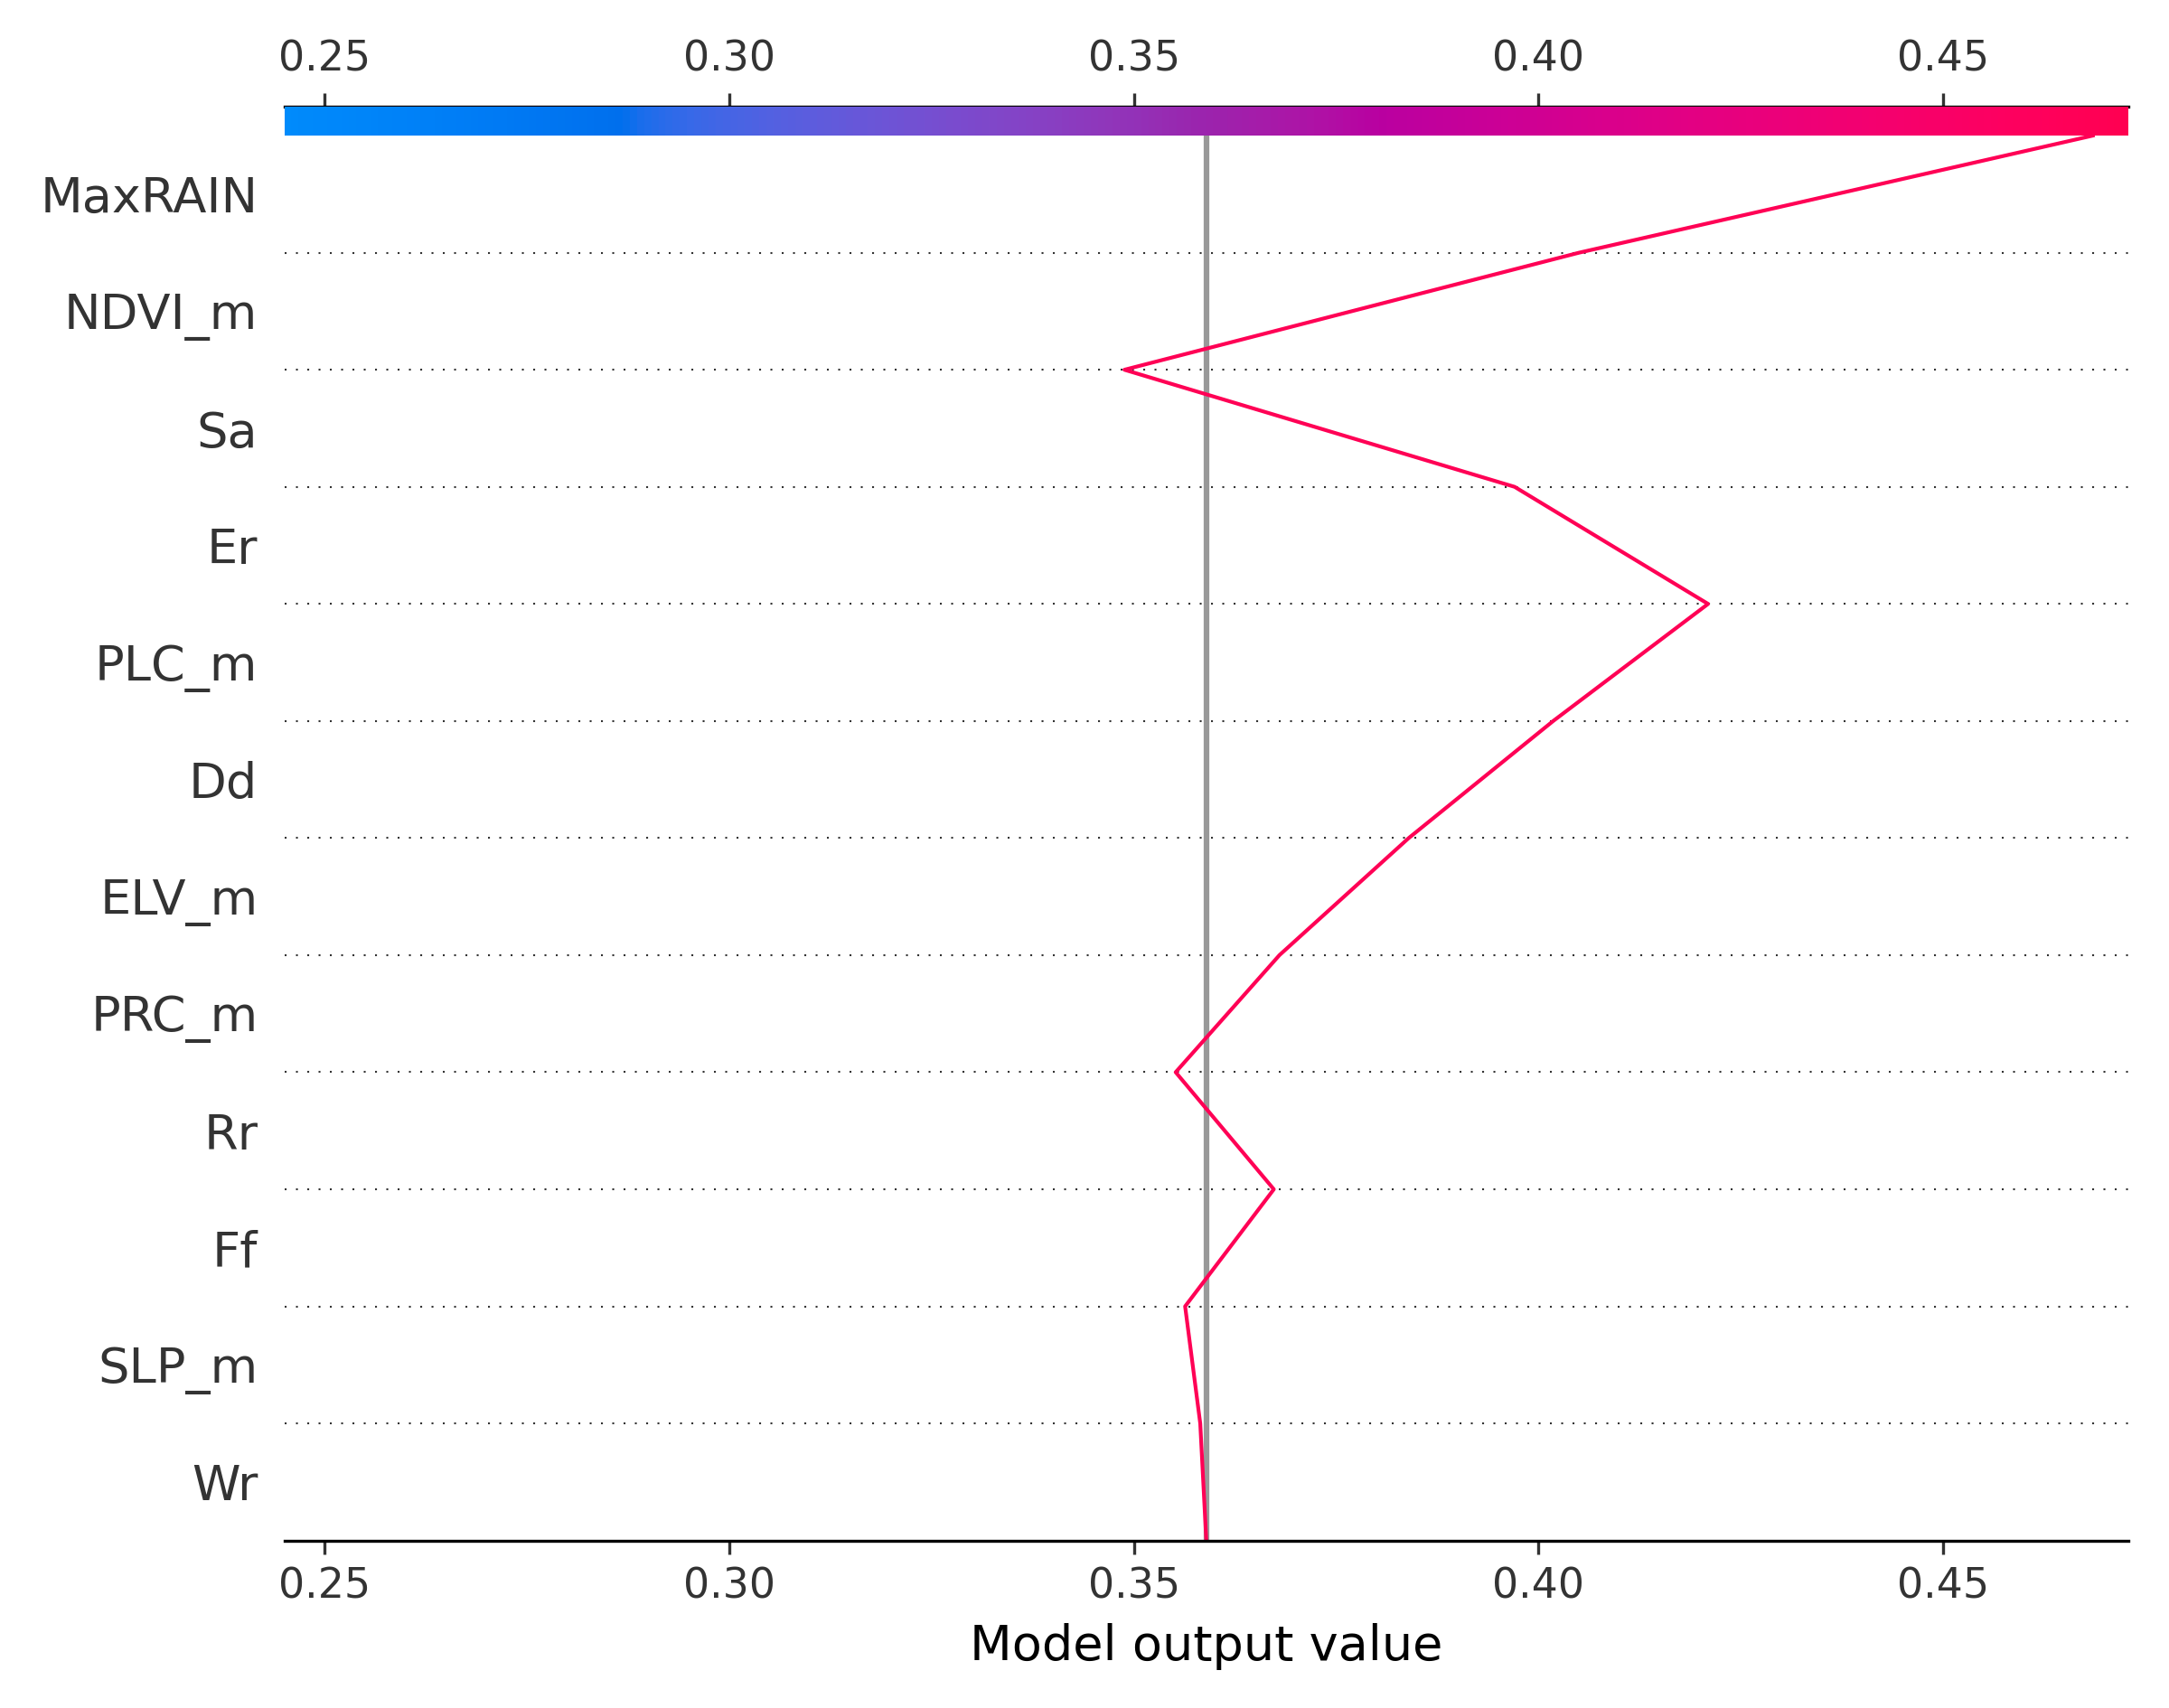 0.25 0.30 0.35 0.40 0.45
MaxRAIN
NDVI_m
Sa
Er
PLC_m
Dd
ELV_m
PRC_m
Rr
Ff
SLP_m
Wr
0.25 0.30 0.35 0.40 0.45
Model output value